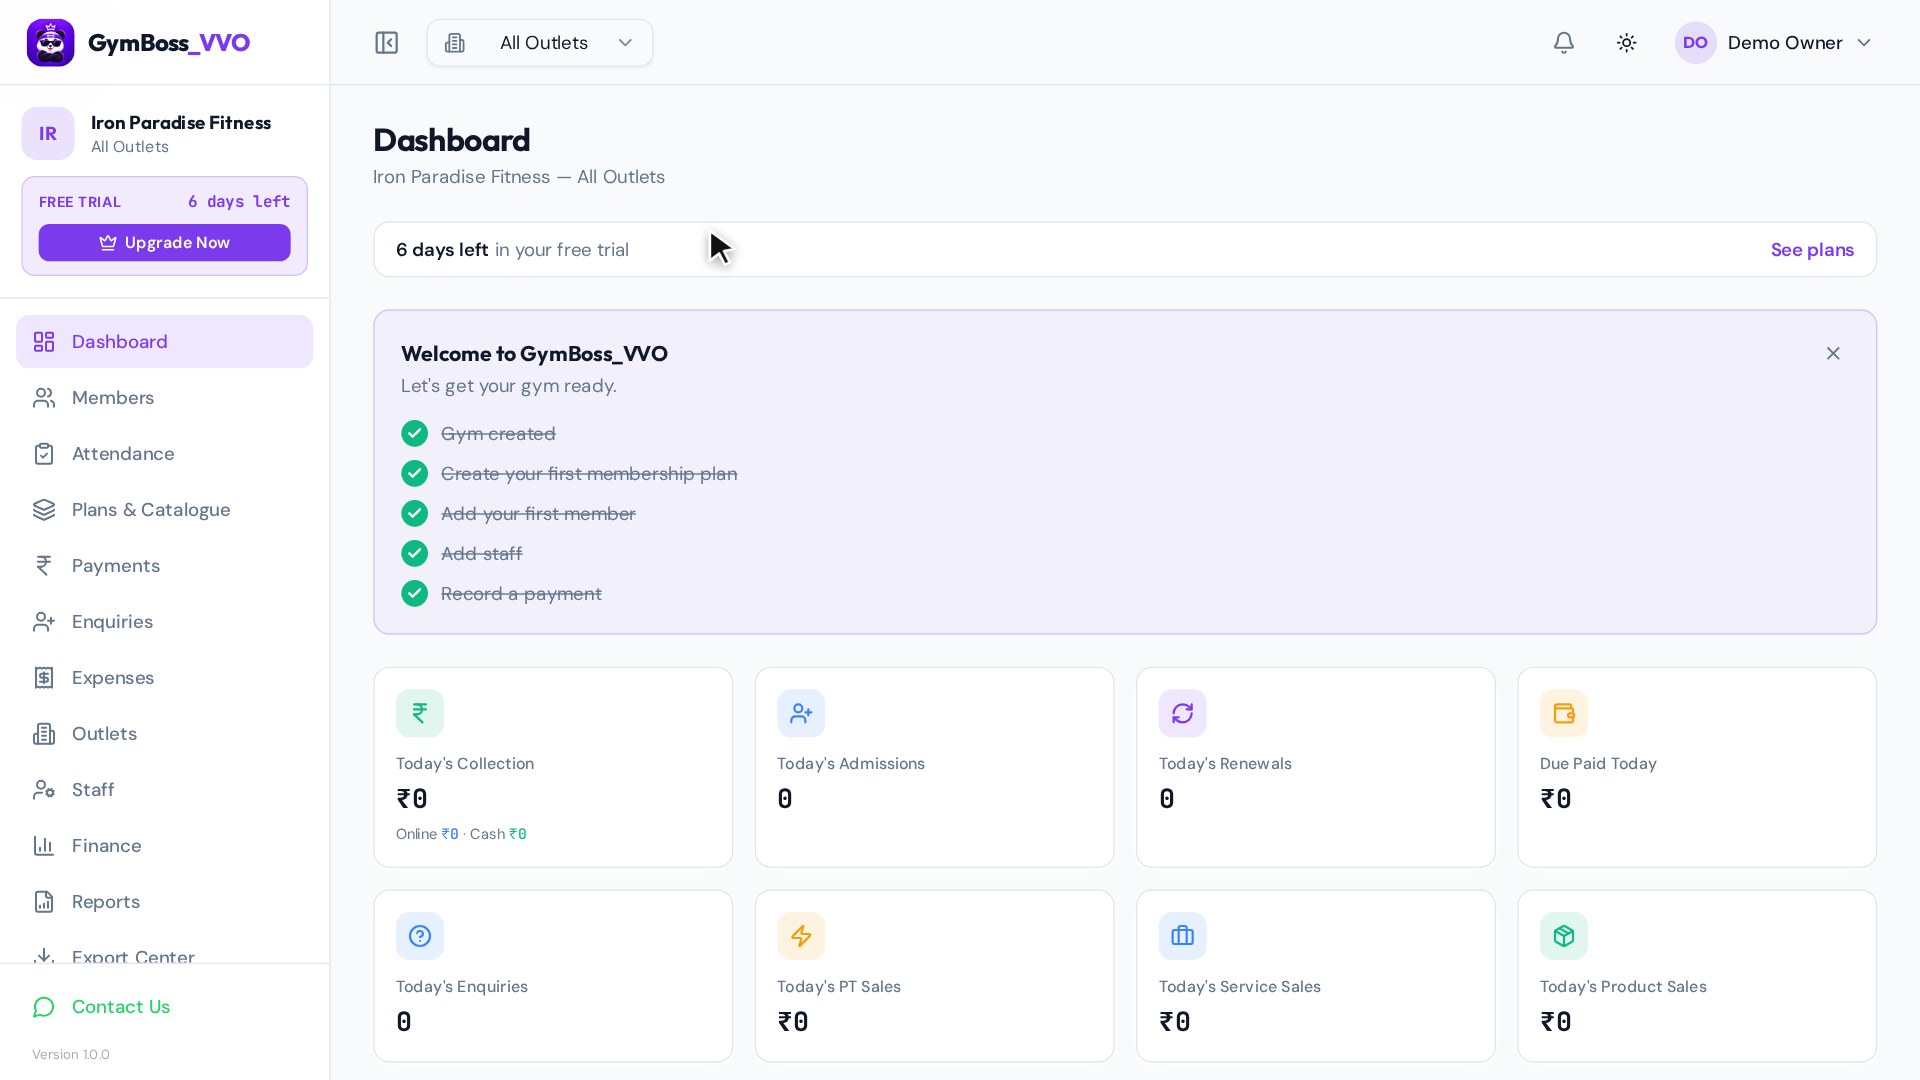 GymBoss_VVO
All Outlets
DO
Demo Owner
IR
Iron Paradise Fitness
All Outlets
FREE TRIAL
6 days left
Upgrade Now
Dashboard
Members
Attendance
Plans & Catalogue
Payments
Enquiries
Expenses
Outlets
Staff
Finance
Reports
Export Center
Contact Us
Version 1.0.0
Dashboard
Iron Paradise Fitness — All Outlets
6 days left in your free trial
See plans
Welcome to GymBoss_VVO
Let's get your gym ready.
Gym created
Create your first membership plan
Add your first member
Add staff
Record a payment
Today's Collection
₹0
Online ₹0 · Cash ₹0
Today's Admissions
0
Today's Renewals
0
Due Paid Today
₹0
Today's Enquiries
0
Today's PT Sales
₹0
Today's Service Sales
₹0
Today's Product Sales
₹0